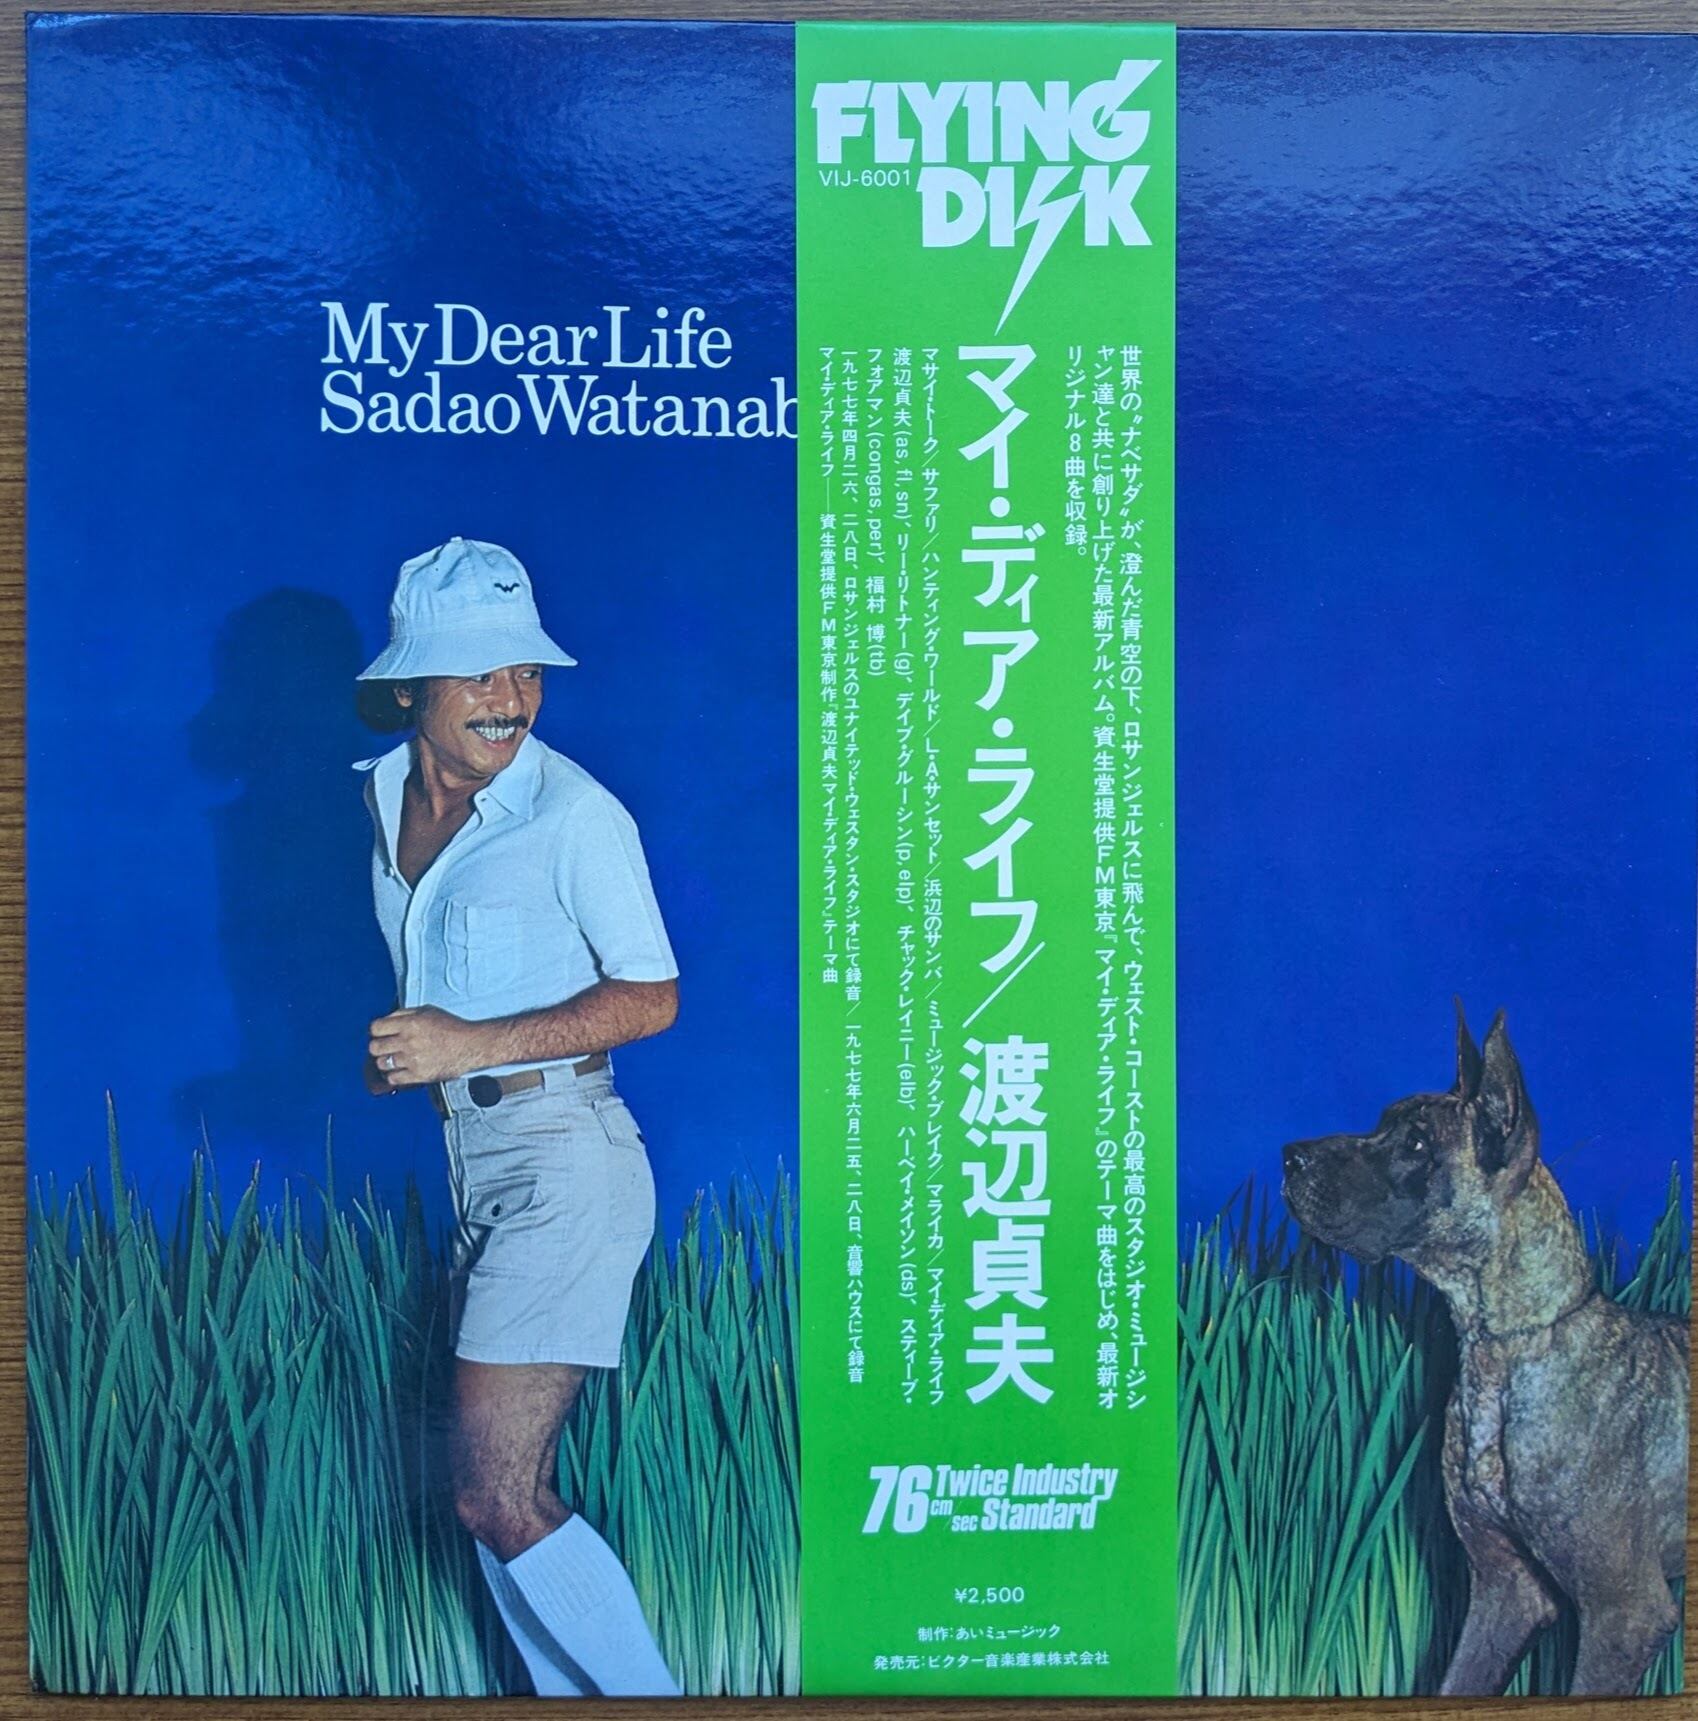 My Dear Life
Sadao Watanab
FLYING
VIJ-6001
DISK
世界の〝ナベサダ〟が、澄んだ青空の下、ロサンジェルスに飛んで、ウェスト・コーストの最高のスタジオ・ミュージシ
ャン達と共に創り上げた最新アルバム。資生堂提供FM東京『マイ・ディア・ライフ』のテーマ曲をはじめ、最新オ
リジナル8曲を収録。
マイ・ディア・ライフ/渡辺貞夫
マサイ・トーク/サファリ/ハンティング・ワールド/L・A・サンセット/浜辺のサンバ/ミュージック・ブレイク/マライカ/マイ・ディア・ライフ
渡辺貞夫(as, fl, sn)、リー・リトナー(g)、デイブ・グルーシン(p, elp)、チャック・レイニー(elb)、ハーベイ・メイソン(ds)、スティーブ・
フォアマン(congas, per)、福村 博(tb)
一九七七年四月二六、二八日、ロサンジェルスのユナイテッド・ウェスタン・スタジオにて録音/一九七七年六月二五、二八日、音響ハウスにて録音
マイ・ディア・ライフ──資生堂提供FM東京制作『渡辺貞夫マイ・ディア・ライフ』テーマ曲
76cm/sec Twice Industry
Standard
¥2,500
制作:あいミュージック
発売元:ビクター音楽産業株式会社